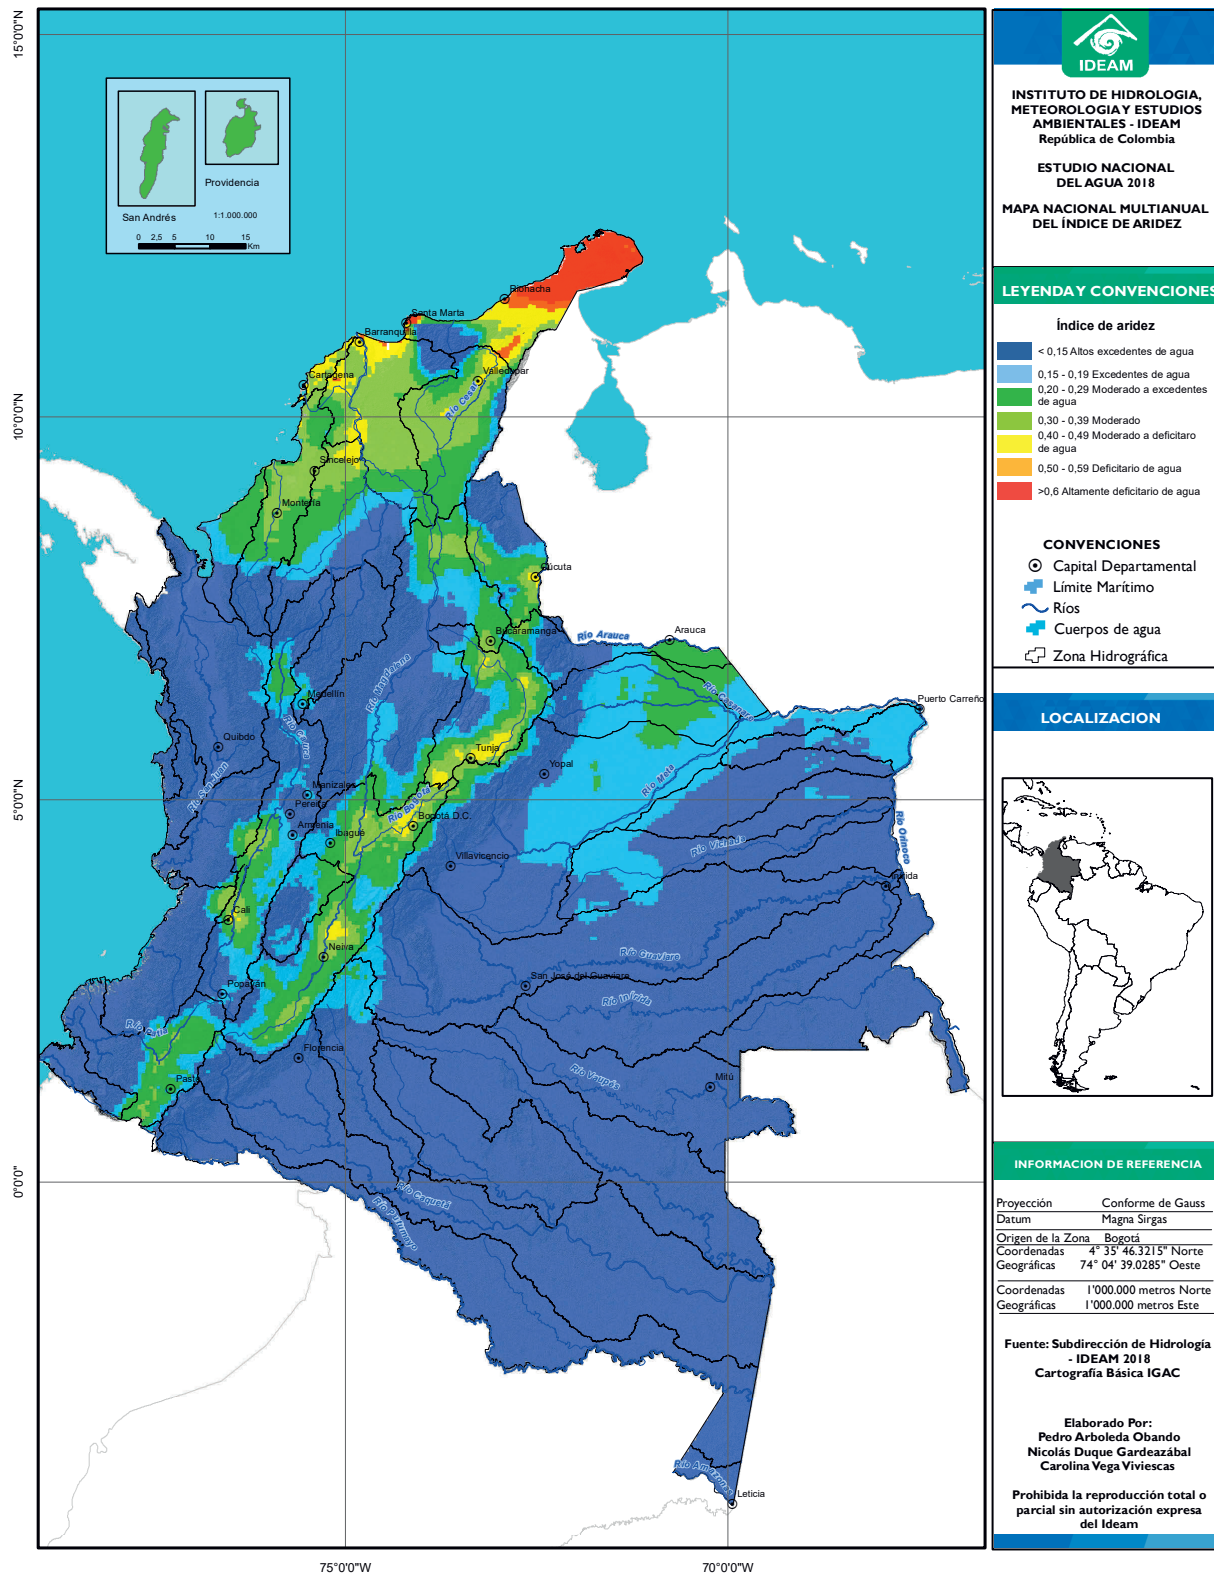 15°0'0"N
10°0'0"N
5°0'0"N
0°0'0"
75°0'0"W
70°0'0"W
San Andrés
Providencia
1:1.000.000
0 2,5 5 10 15
Km
Riohacha
Santa Marta
Barranquilla
Cartagena
Valledupar
Río Cesar
Sincelejo
Montería
Cúcuta
Bucaramanga
Río Arauca
Arauca
Río Magdalena
Río Casanare
Puerto Carreño
Medellín
Río Cauca
Quibdo
Río San Juan
Tunja
Yopal
Río Meta
Manizales
Pereira
Río Bogotá
Armenia
Ibagué
Bogotá D.C.
Río Orinoco
Río Vichada
Villavicencio
Inírida
Cali
Neiva
Río Guaviare
San José del Guaviare
Popayán
Río Inírida
Río Patía
Florencia
Río Vaupés
Mitú
Pasto
Río Caquetá
Río Putumayo
Río Amazonas
Leticia
IDEAM
INSTITUTO DE HIDROLOGIA,
METEOROLOGIA Y ESTUDIOS
AMBIENTALES - IDEAM
República de Colombia
ESTUDIO NACIONAL
DEL AGUA 2018
MAPA NACIONAL MULTIANUAL
DEL ÍNDICE DE ARIDEZ
LEYENDA Y CONVENCIONES
Índice de aridez
< 0,15 Altos excedentes de agua
0,15 - 0,19 Excedentes de agua
0,20 - 0,29 Moderado a excedentes
de agua
0,30 - 0,39 Moderado
0,40 - 0,49 Moderado a deficitaro
de agua
0,50 - 0,59 Deficitario de agua
>0,6 Altamente deficitario de agua
CONVENCIONES
Capital Departamental
Límite Marítimo
Ríos
Cuerpos de agua
Zona Hidrográfica
LOCALIZACION
INFORMACION DE REFERENCIA
Proyección Conforme de Gauss
Datum Magna Sirgas
Origen de la Zona Bogotá
Coordenadas 4° 35' 46.3215" Norte
Geográficas 74° 04' 39.0285" Oeste
Coordenadas 1'000.000 metros Norte
Geográficas 1'000.000 metros Este
Fuente: Subdirección de Hidrología
- IDEAM 2018
Cartografía Básica IGAC
Elaborado Por:
Pedro Arboleda Obando
Nicolás Duque Gardeazábal
Carolina Vega Viviescas
Prohibida la reproducción total o
parcial sin autorización expresa
del Ideam